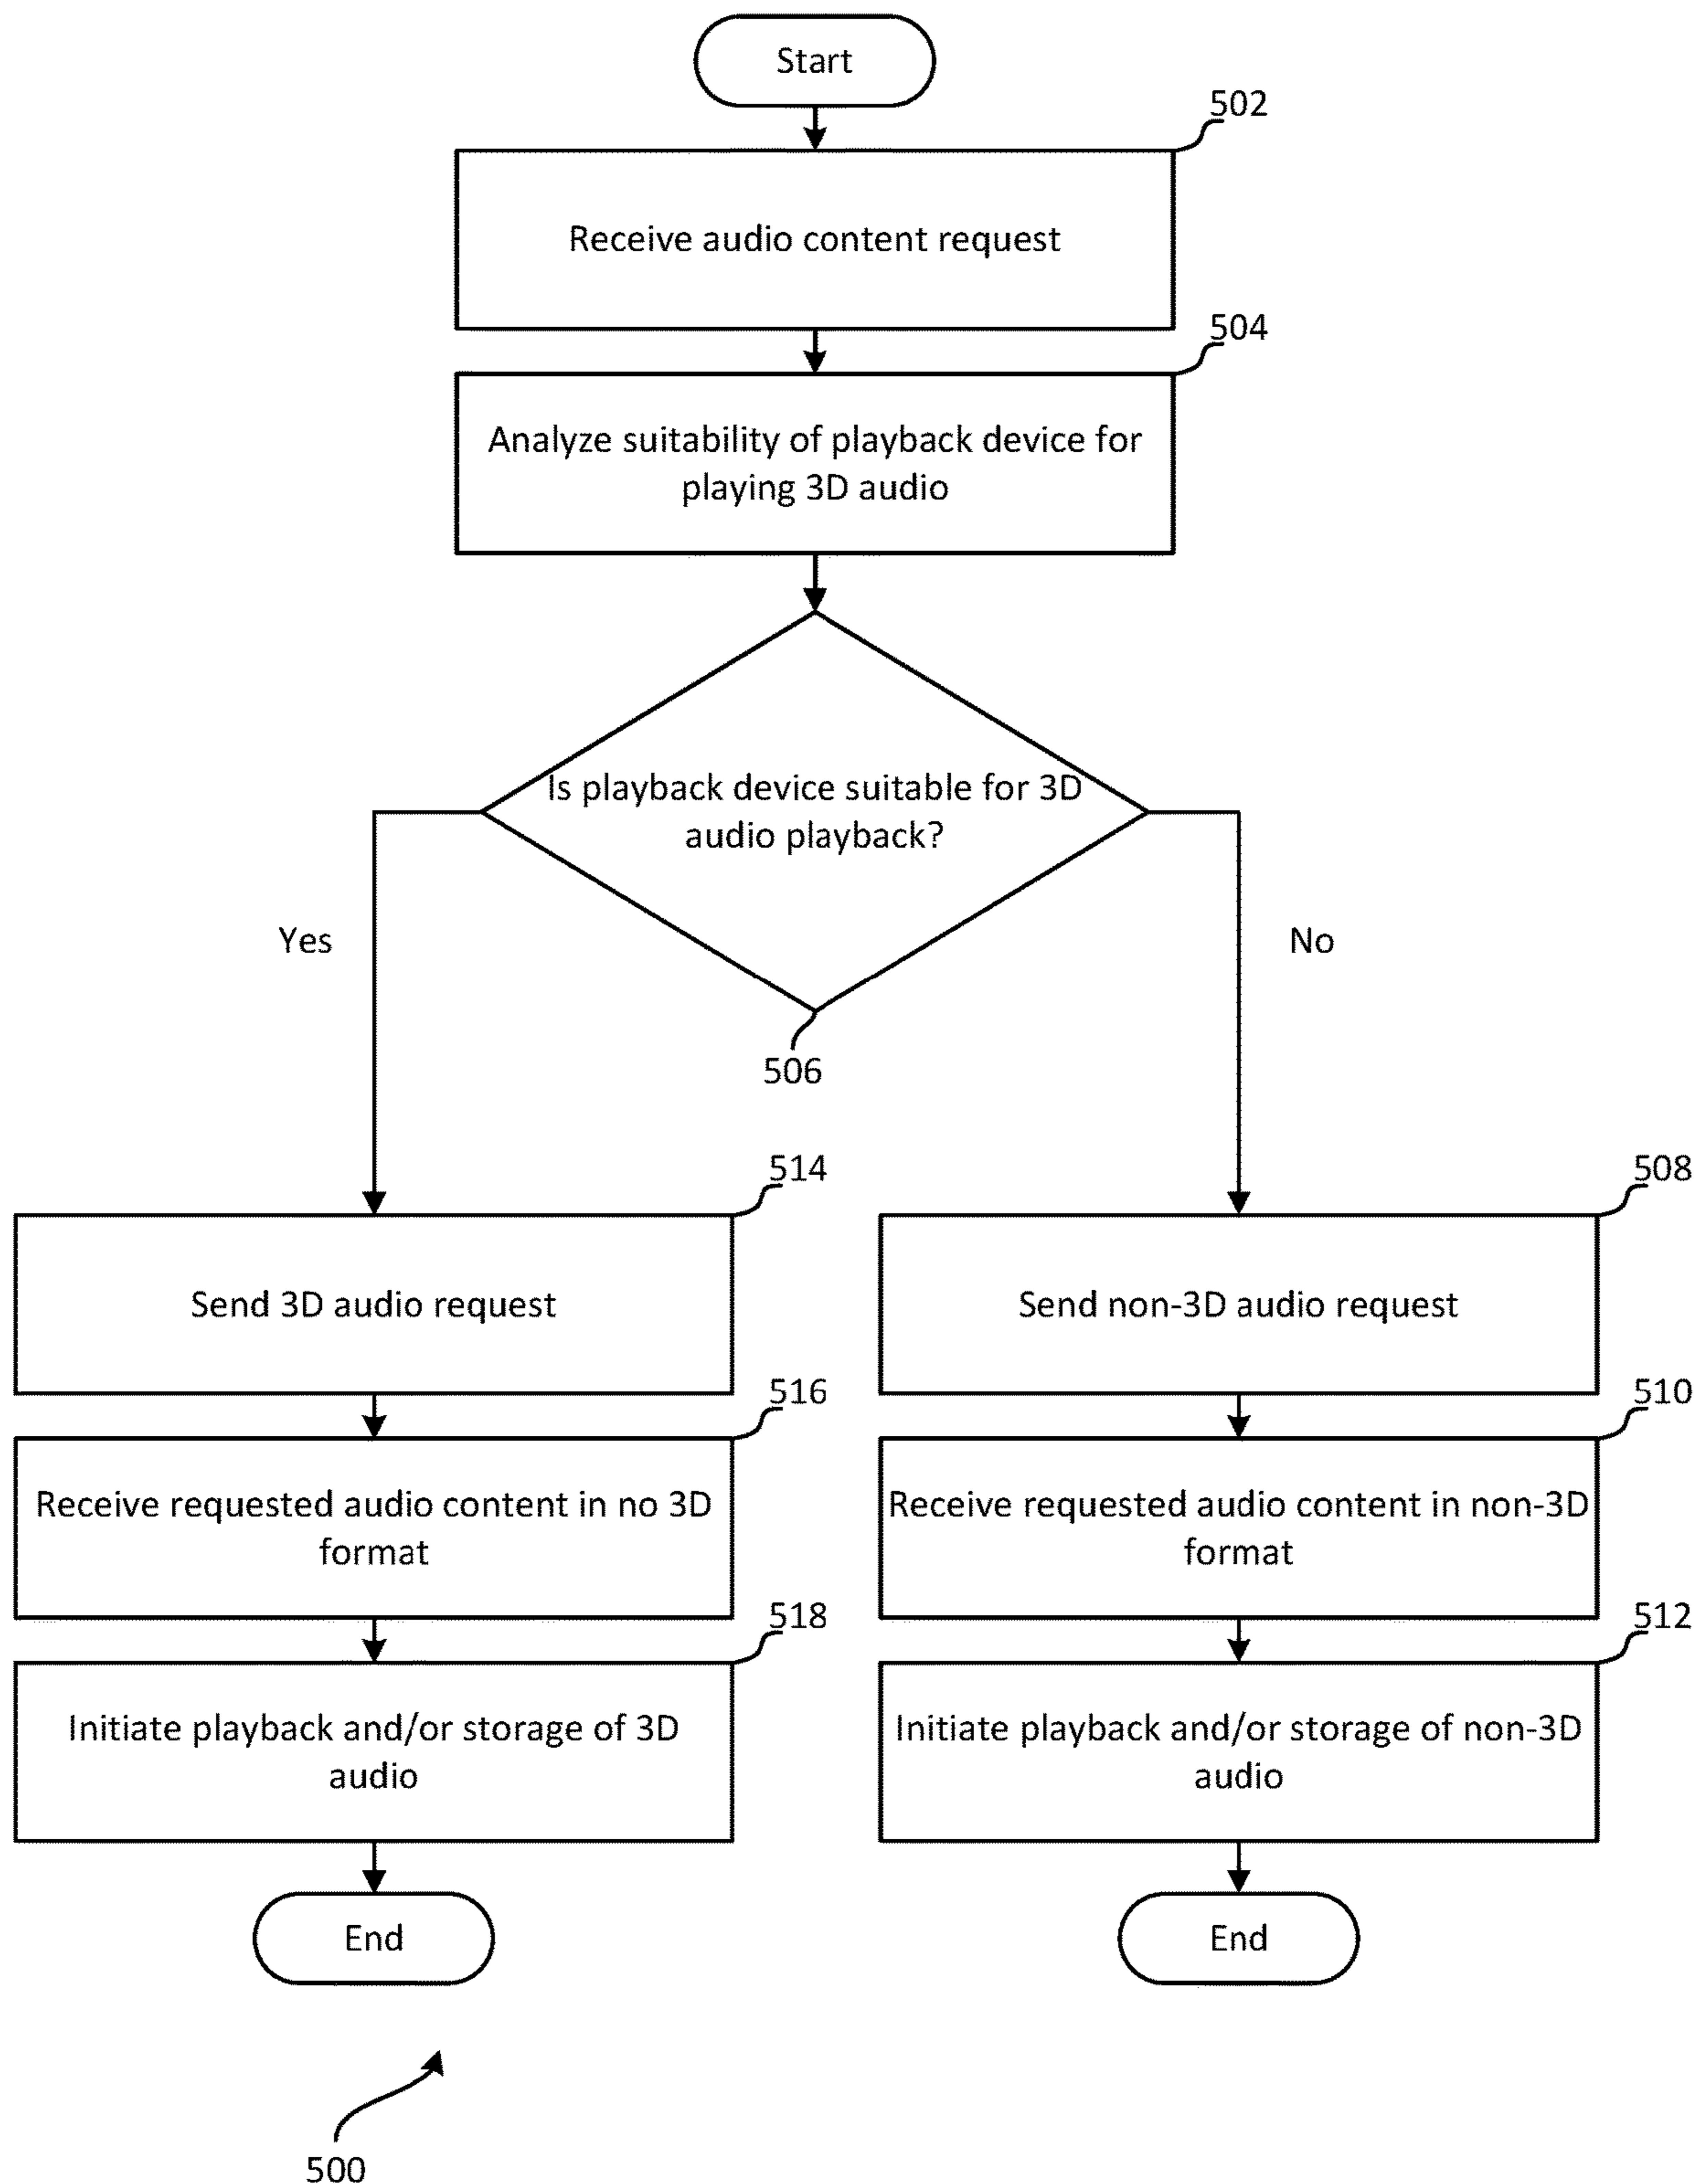 Start
502
Receive audio content request
504
Analyze suitability of playback device for
playing 3D audio
Is playback device suitable for 3D
audio playback?
Yes
No
506
514
Send 3D audio request
516
Receive requested audio content in no 3D
format
518
Initiate playback and/or storage of 3D
audio
End
508
Send non-3D audio request
510
Receive requested audio content in non-3D
format
512
Initiate playback and/or storage of non-3D
audio
End
500